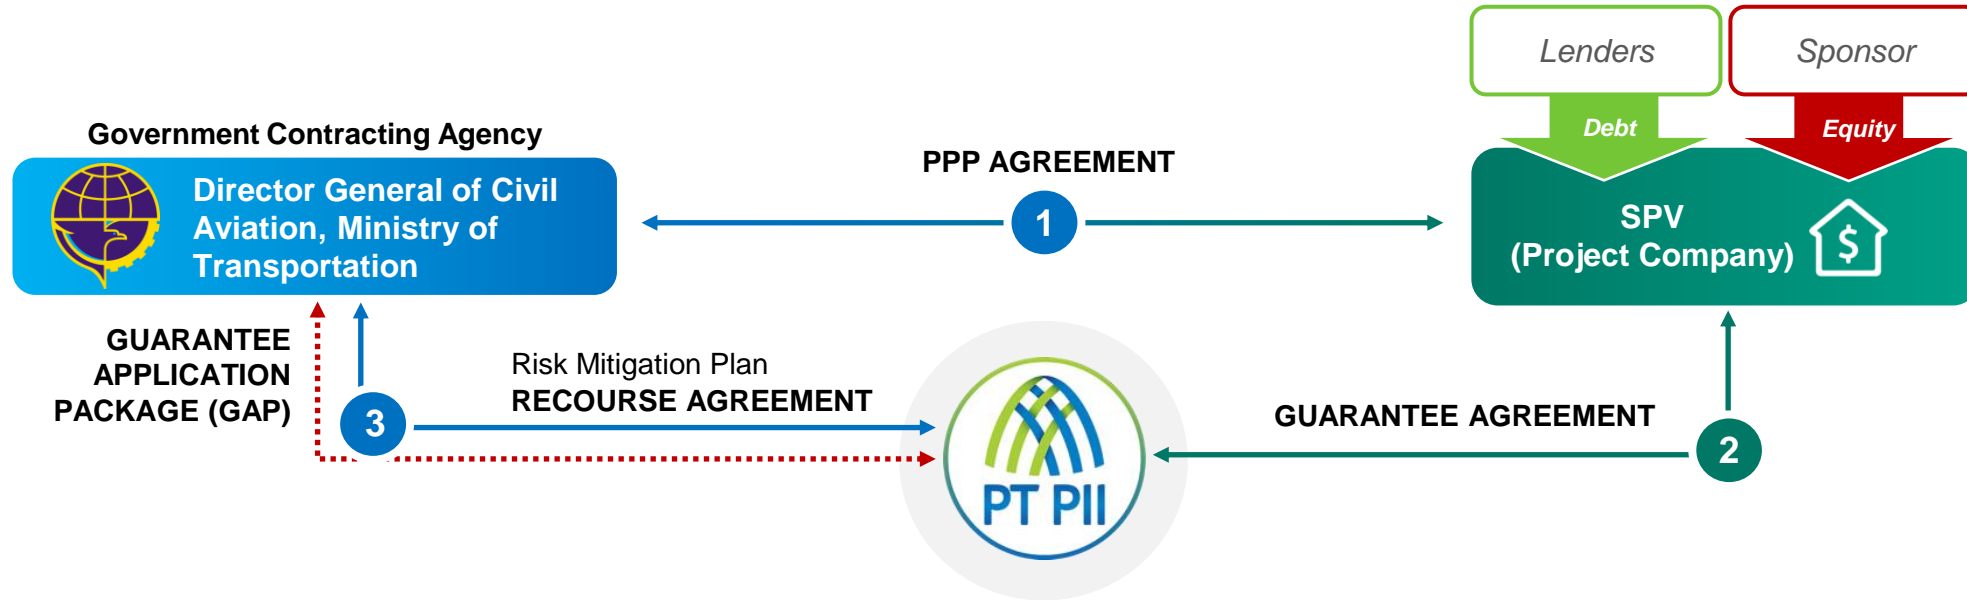 Lenders
Sponsor
Debt
Equity
Government Contracting Agency
Director General of Civil
Aviation, Ministry of
Transportation
PPP AGREEMENT
1
SPV
(Project Company)
$
GUARANTEE
APPLICATION
PACKAGE (GAP)
3
Risk Mitigation Plan
RECOURSE AGREEMENT
PT PII
GUARANTEE AGREEMENT
2